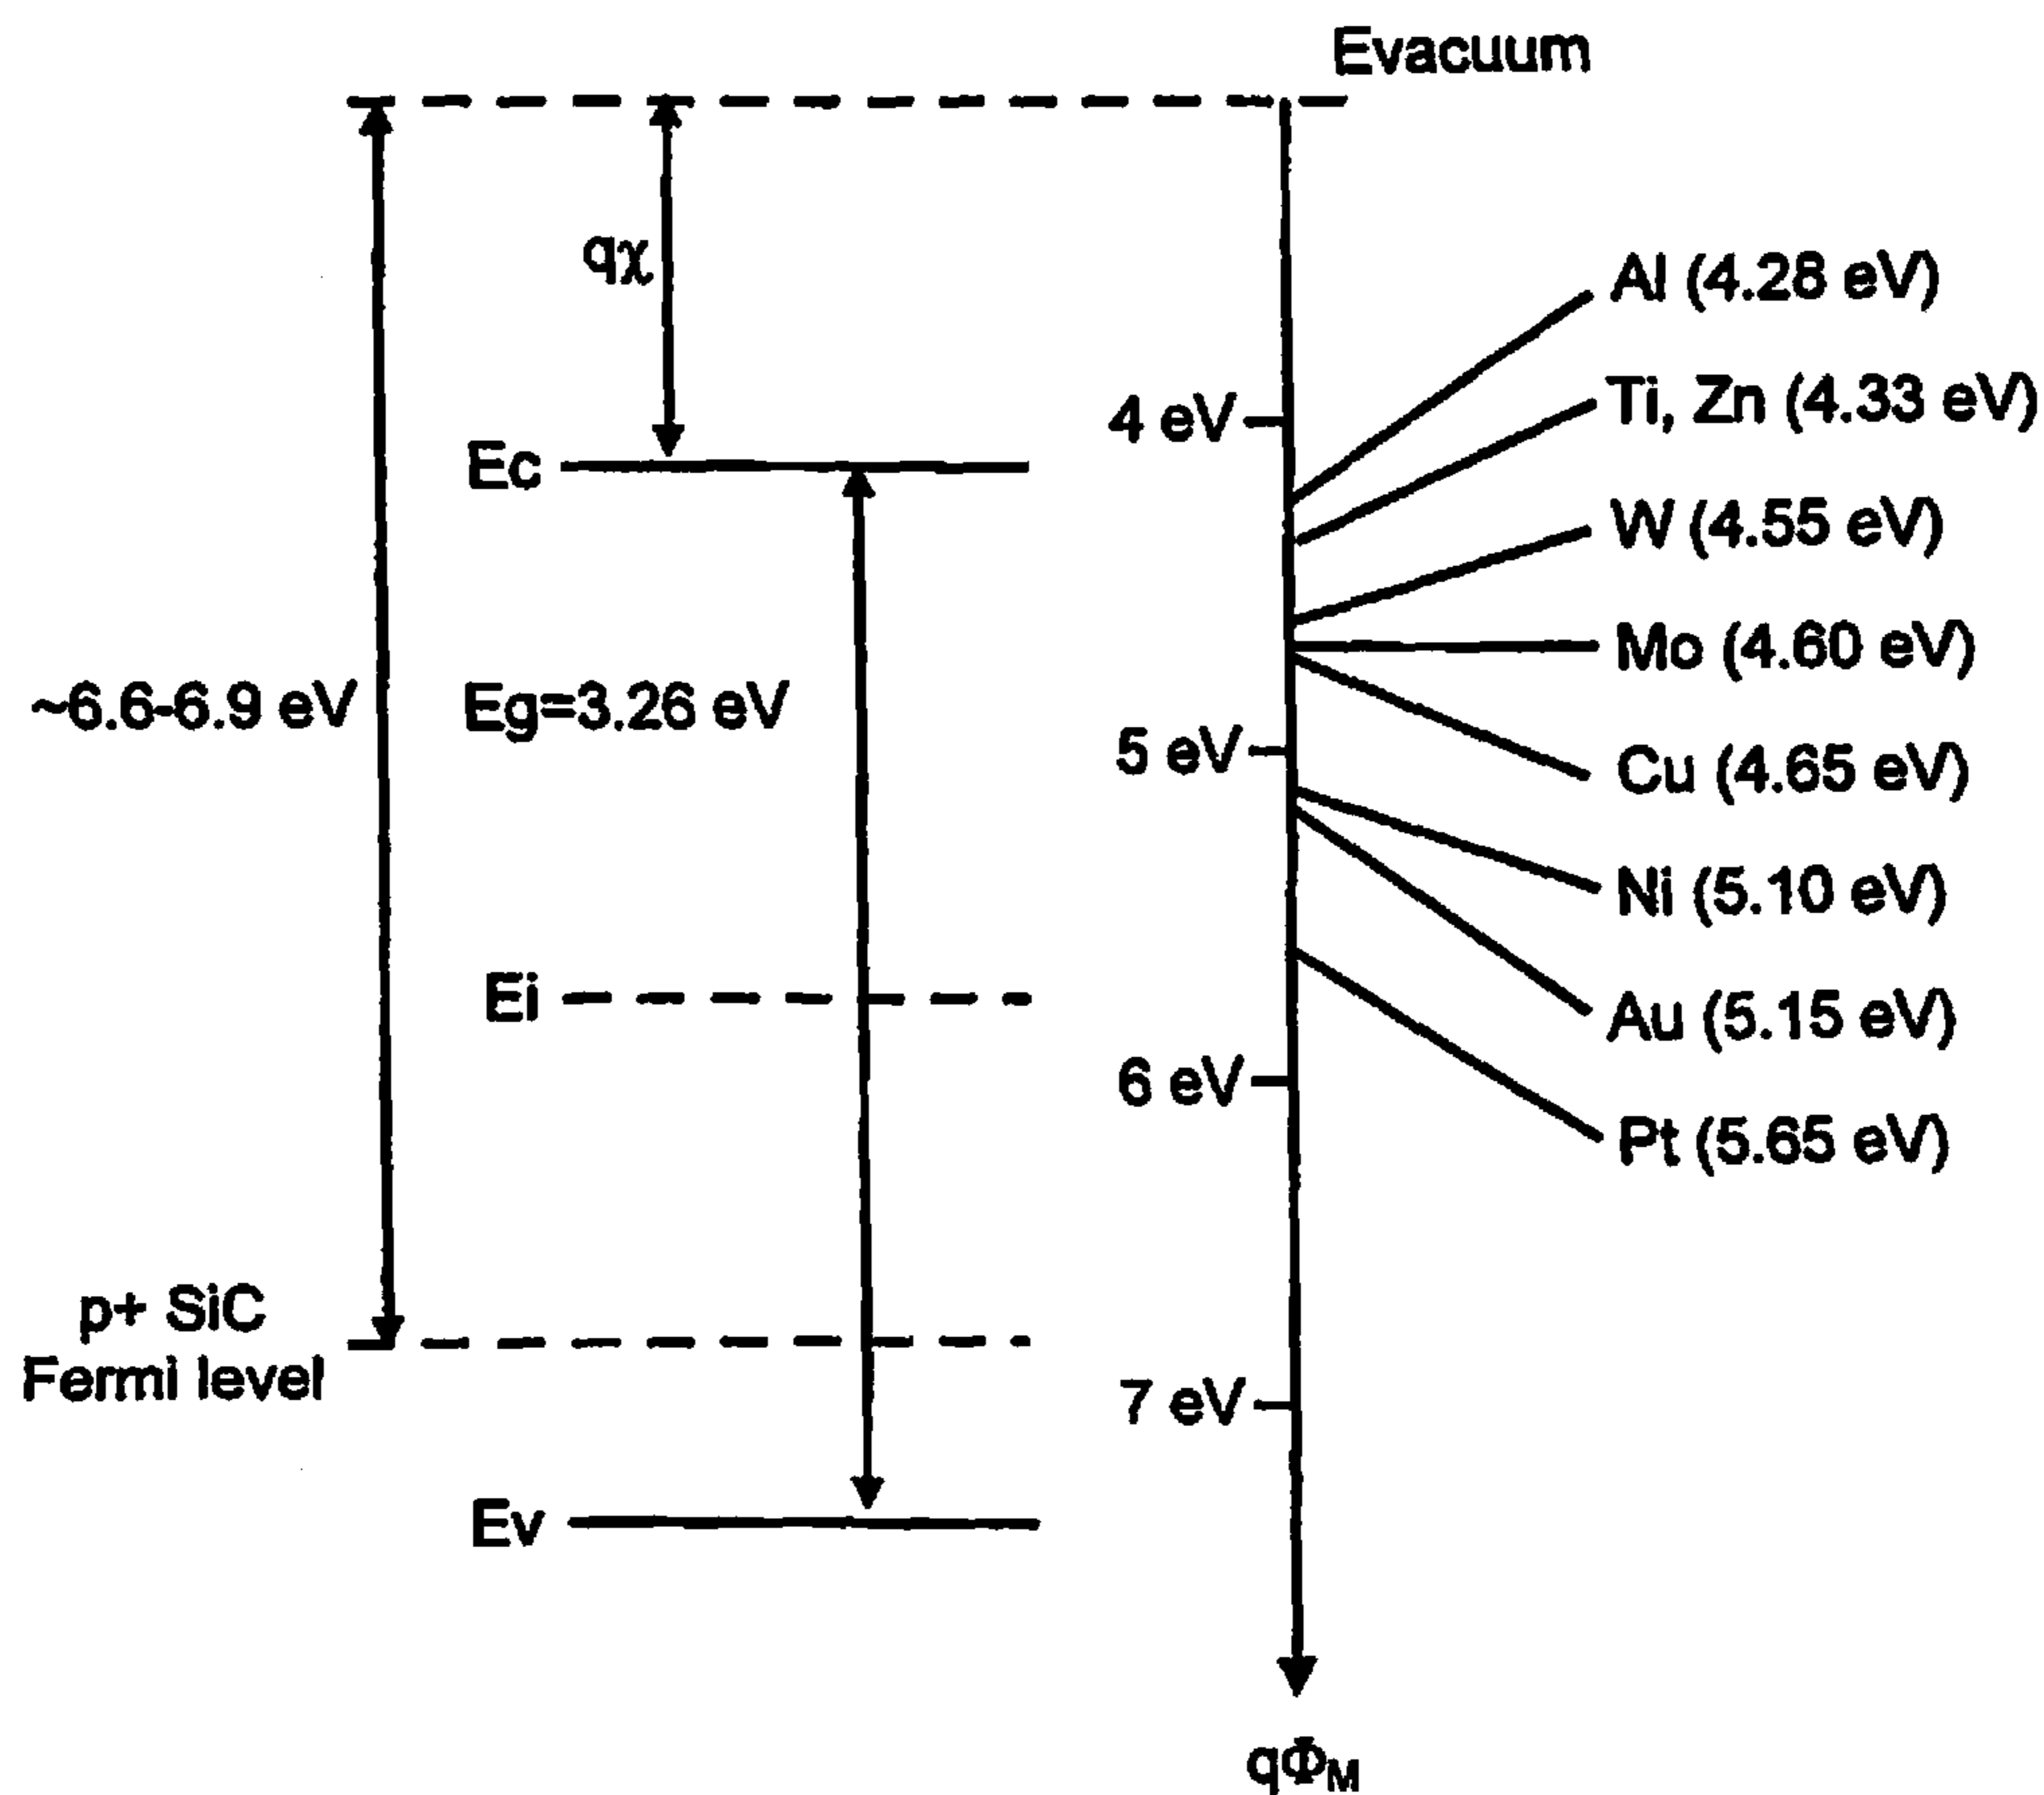 Evacuum
qχ
Al (4.28 eV)
Ti, Zn (4.33 eV)
4 eV
Ec
W (4.55 eV)
Mo (4.60 eV)
~6.6-6.9 eV
Eg=3.26 eV
5 eV
Cu (4.65 eV)
Ni (5.10 eV)
Ei
Au (5.15 eV)
6 eV
Pt (5.65 eV)
p+ SiC
Fermi level
7 eV
Ev
qΦM